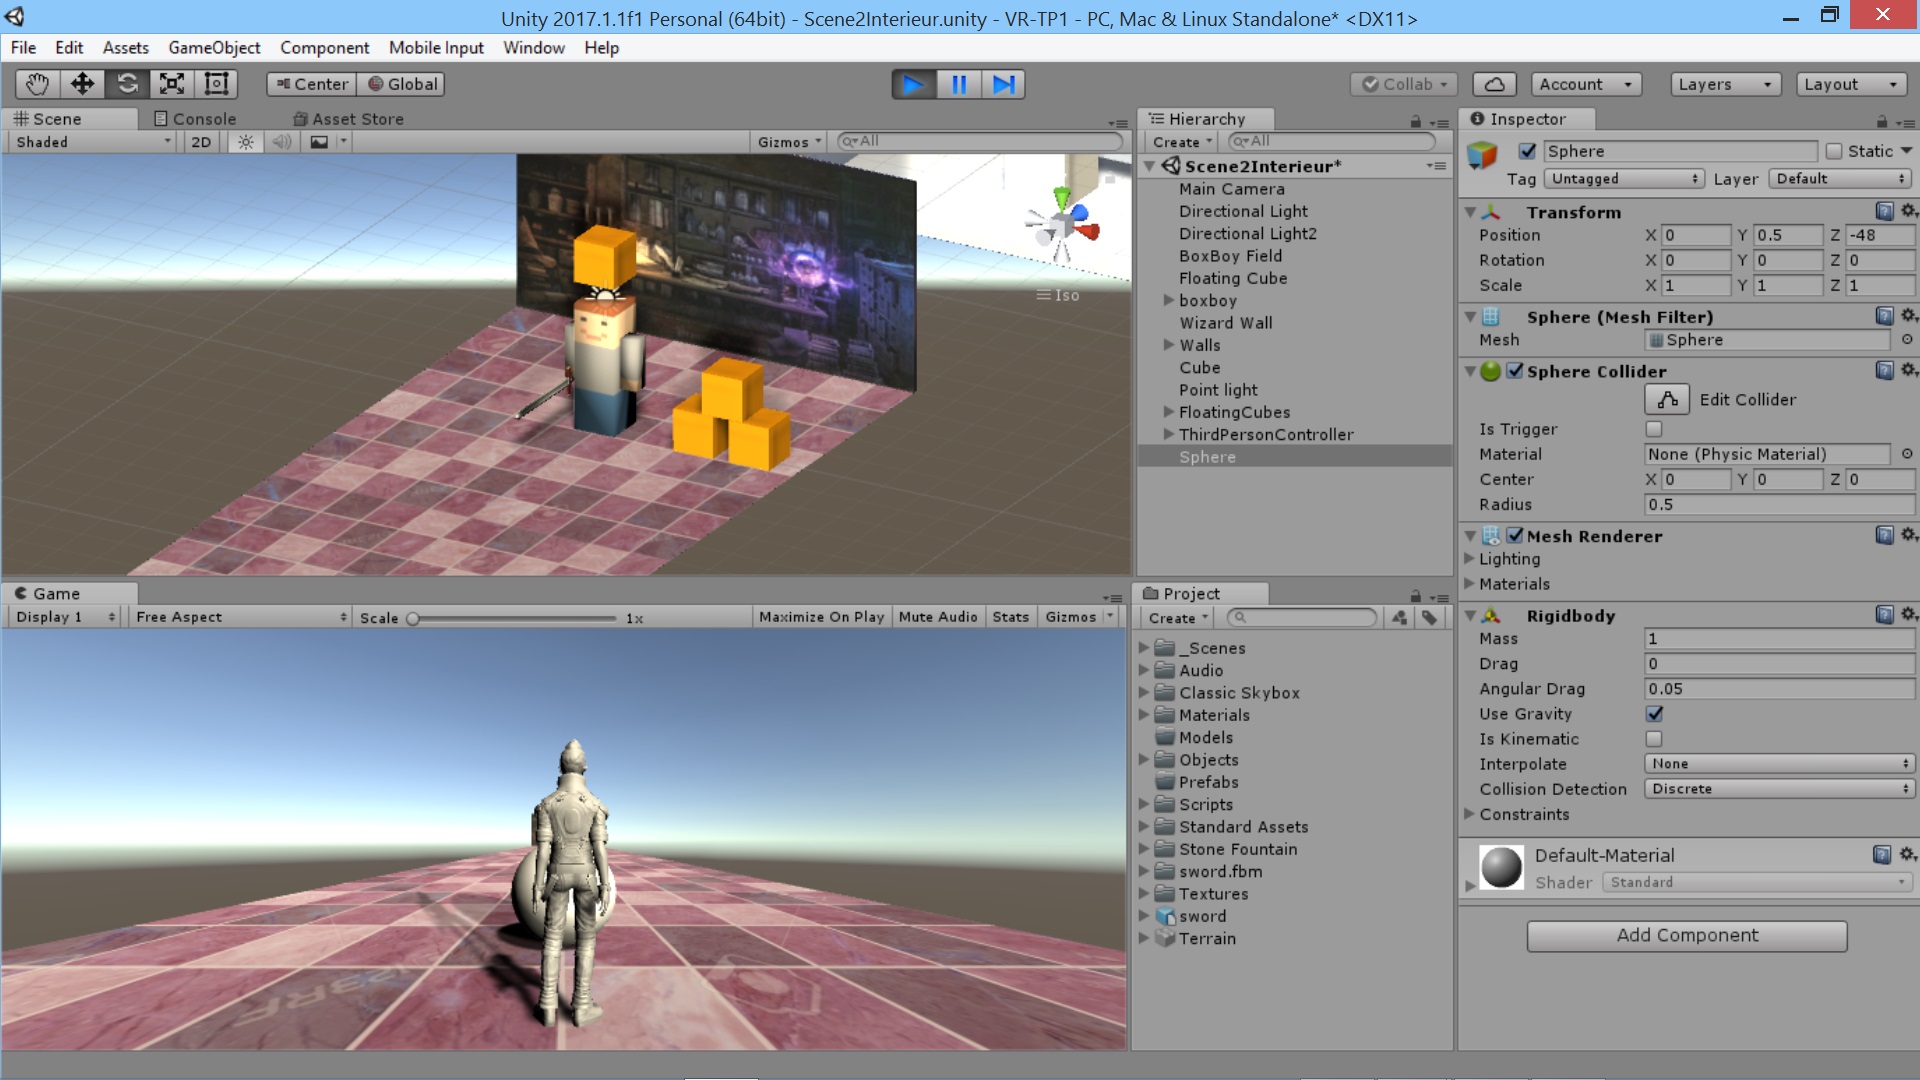 Unity 2017.1.1f1 Personal (64bit) - Scene2Interieur.unity - VR-TP1 - PC, Mac & Linux Standalone* <DX11>
File Edit Assets GameObject Component Mobile Input Window Help
Center Global Collab Account Layers Layout
Scene Console Asset Store
Shaded 2D Gizmos All
Iso
Game
Display 1 Free Aspect Scale 1x Maximize On Play Mute Audio Stats Gizmos
Hierarchy
Create All
Scene2Interieur*
Main Camera
Directional Light
Directional Light2
BoxBoy Field
Floating Cube
boxboy
Wizard Wall
Walls
Cube
Point light
FloatingCubes
ThirdPersonController
Sphere
Project
Create
_Scenes
Audio
Classic Skybox
Materials
Models
Objects
Prefabs
Scripts
Standard Assets
Stone Fountain
sword.fbm
Textures
sword
Terrain
Inspector
Sphere Static
Tag Untagged Layer Default
Transform
Position X 0 Y 0.5 Z -48
Rotation X 0 Y 0 Z 0
Scale X 1 Y 1 Z 1
Sphere (Mesh Filter)
Mesh Sphere
Sphere Collider
Edit Collider
Is Trigger
Material None (Physic Material)
Center X 0 Y 0 Z 0
Radius 0.5
Mesh Renderer
Lighting
Materials
Rigidbody
Mass 1
Drag 0
Angular Drag 0.05
Use Gravity
Is Kinematic
Interpolate None
Collision Detection Discrete
Constraints
Default-Material
Shader Standard
Add Component